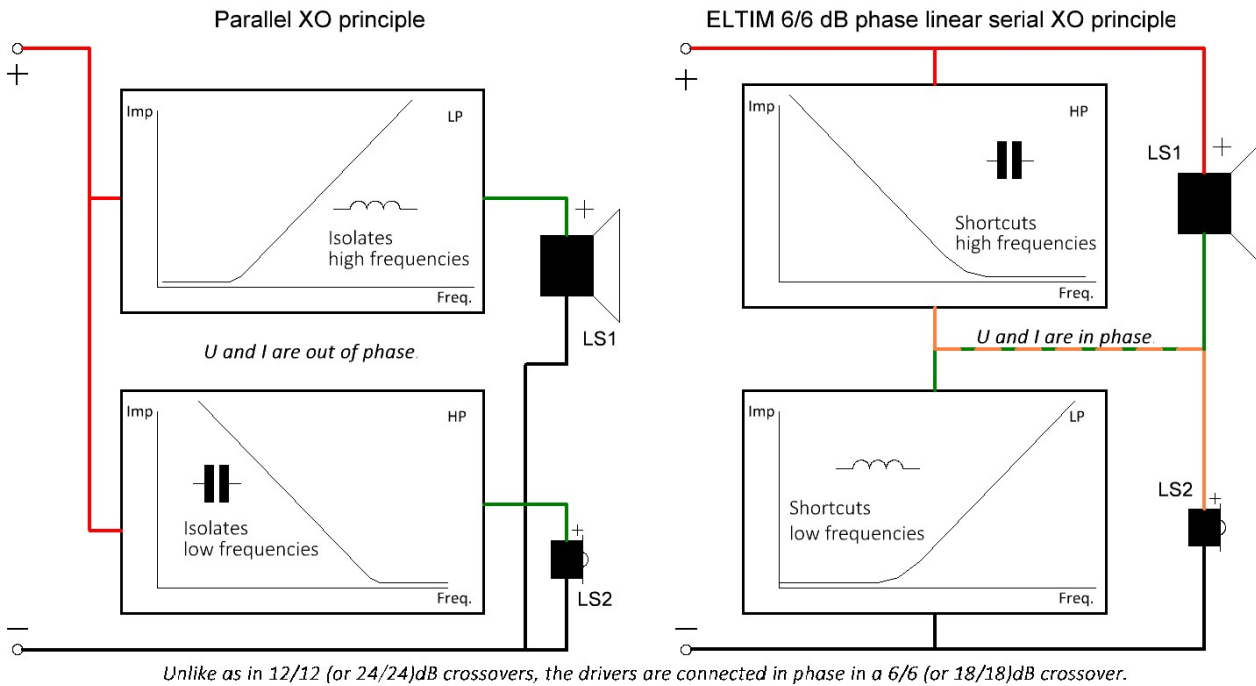 Parallel XO principle
+
Imp
LP
Isolates
high frequencies
Freq.
+
LS1
U and I are out of phase.
Imp
HP
Isolates
low frequencies
Freq.
+
LS2
−
ELTIM 6/6 dB phase linear serial XO principle
+
Imp
HP
Shortcuts
high frequencies
Freq.
+
LS1
U and I are in phase.
Imp
LP
Shortcuts
low frequencies
Freq.
LS2
+
−
Unlike as in 12/12 (or 24/24)dB crossovers, the drivers are connected in phase in a 6/6 (or 18/18)dB crossover.